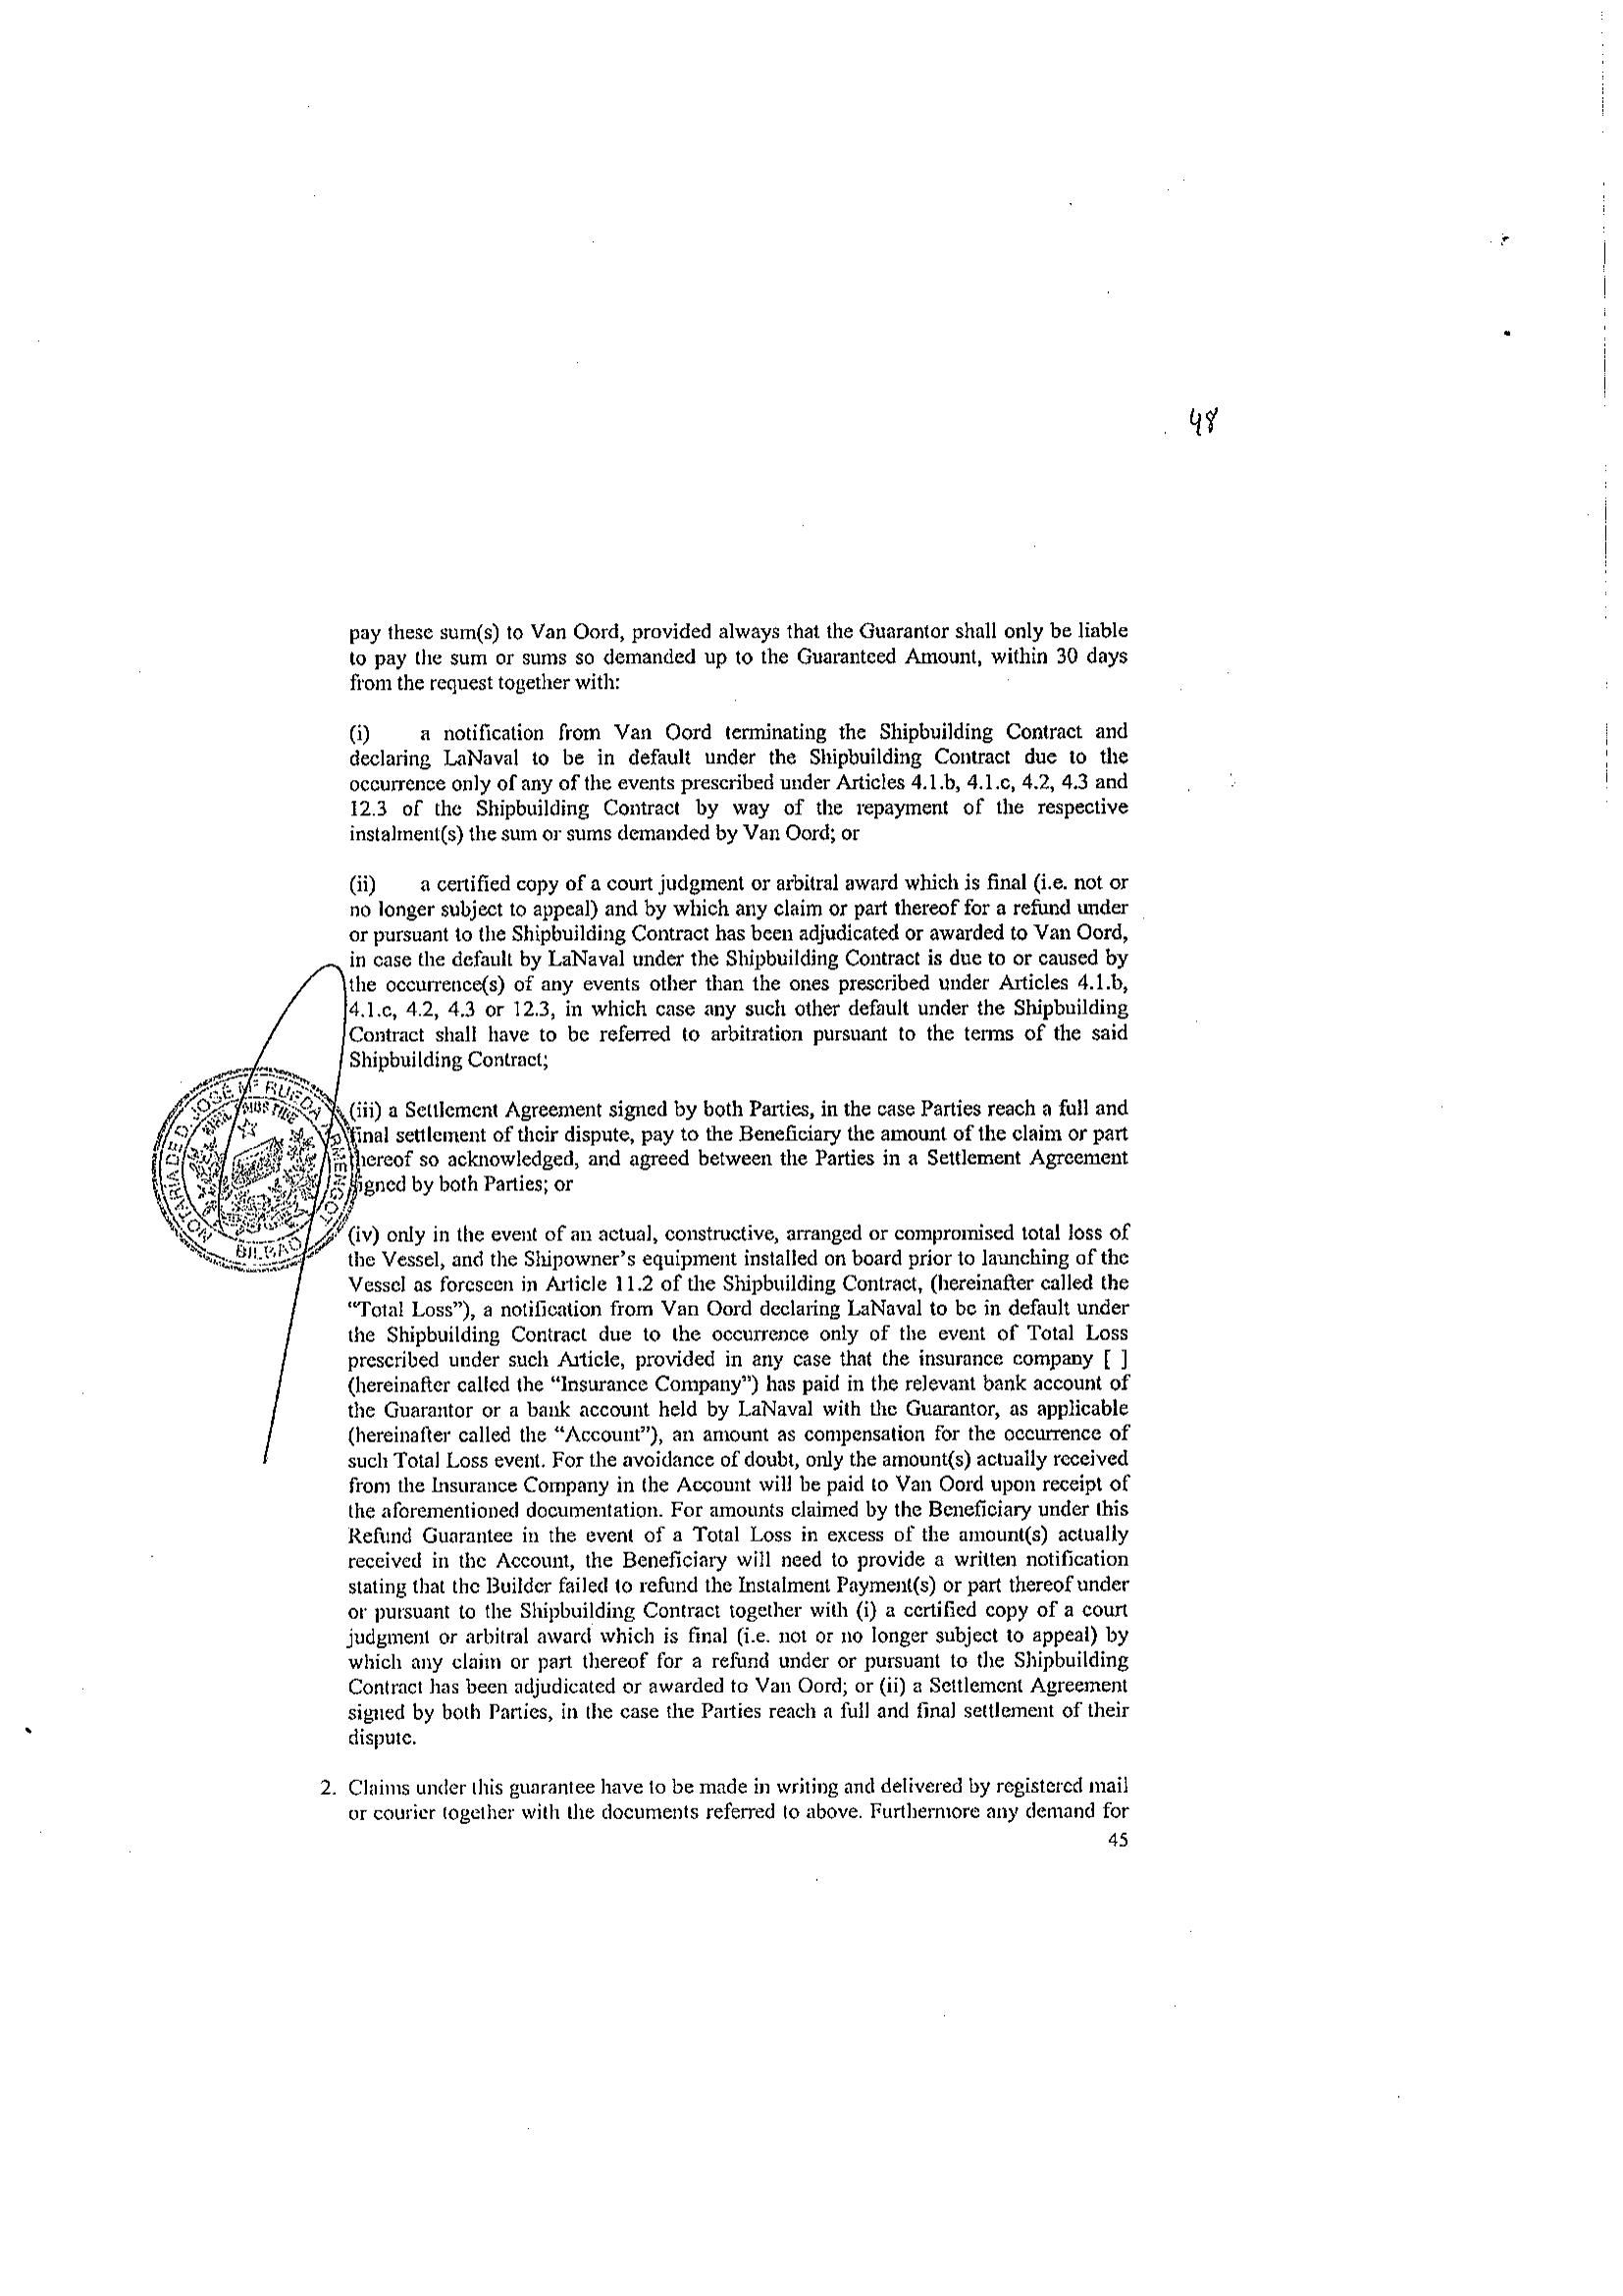 48
pay these sum(s) to Van Oord, provided always that the Guarantor shall only be liable
to pay the sum or sums so demanded up to the Guaranteed Amount, within 30 days
from the request together with:
(i) a notification from Van Oord terminating the Shipbuilding Contract and
declaring LaNaval to be in default under the Shipbuilding Contract due to the
occurrence only of any of the events prescribed under Articles 4.1.b, 4.1.c, 4.2, 4.3 and
12.3 of the Shipbuilding Contract by way of the repayment of the respective
instalment(s) the sum or sums demanded by Van Oord; or
(ii) a certified copy of a court judgment or arbitral award which is final (i.e. not or
no longer subject to appeal) and by which any claim or part thereof for a refund under
or pursuant to the Shipbuilding Contract has been adjudicated or awarded to Van Oord,
in case the default by LaNaval under the Shipbuilding Contract is due to or caused by
the occurrence(s) of any events other than the ones prescribed under Articles 4.1.b,
4.1.c, 4.2, 4.3 or 12.3, in which case any such other default under the Shipbuilding
Contract shall have to be referred to arbitration pursuant to the terms of the said
Shipbuilding Contract;
NOTARIA DE D. JOSÉ Mª RUEDA ARMENGOT
BILBAO
(iii) a Settlement Agreement signed by both Parties, in the case Parties reach a full and
final settlement of their dispute, pay to the Beneficiary the amount of the claim or part
thereof so acknowledged, and agreed between the Parties in a Settlement Agreement
signed by both Parties; or
(iv) only in the event of an actual, constructive, arranged or compromised total loss of
the Vessel, and the Shipowner's equipment installed on board prior to launching of the
Vessel as foreseen in Article 11.2 of the Shipbuilding Contract, (hereinafter called the
“Total Loss”), a notification from Van Oord declaring LaNaval to be in default under
the Shipbuilding Contract due to the occurrence only of the event of Total Loss
prescribed under such Article, provided in any case that the insurance company [ ]
(hereinafter called the “Insurance Company”) has paid in the relevant bank account of
the Guarantor or a bank account held by LaNaval with the Guarantor, as applicable
(hereinafter called the “Account”), an amount as compensation for the occurrence of
such Total Loss event. For the avoidance of doubt, only the amount(s) actually received
from the Insurance Company in the Account will be paid to Van Oord upon receipt of
the aforementioned documentation. For amounts claimed by the Beneficiary under this
Refund Guarantee in the event of a Total Loss in excess of the amount(s) actually
received in the Account, the Beneficiary will need to provide a written notification
stating that the Builder failed to refund the Instalment Payment(s) or part thereof under
or pursuant to the Shipbuilding Contract together with (i) a certified copy of a court
judgment or arbitral award which is final (i.e. not or no longer subject to appeal) by
which any claim or part thereof for a refund under or pursuant to the Shipbuilding
Contract has been adjudicated or awarded to Van Oord; or (ii) a Settlement Agreement
signed by both Parties, in the case the Parties reach a full and final settlement of their
dispute.
2. Claims under this guarantee have to be made in writing and delivered by registered mail
or courier together with the documents referred to above. Furthermore any demand for
45